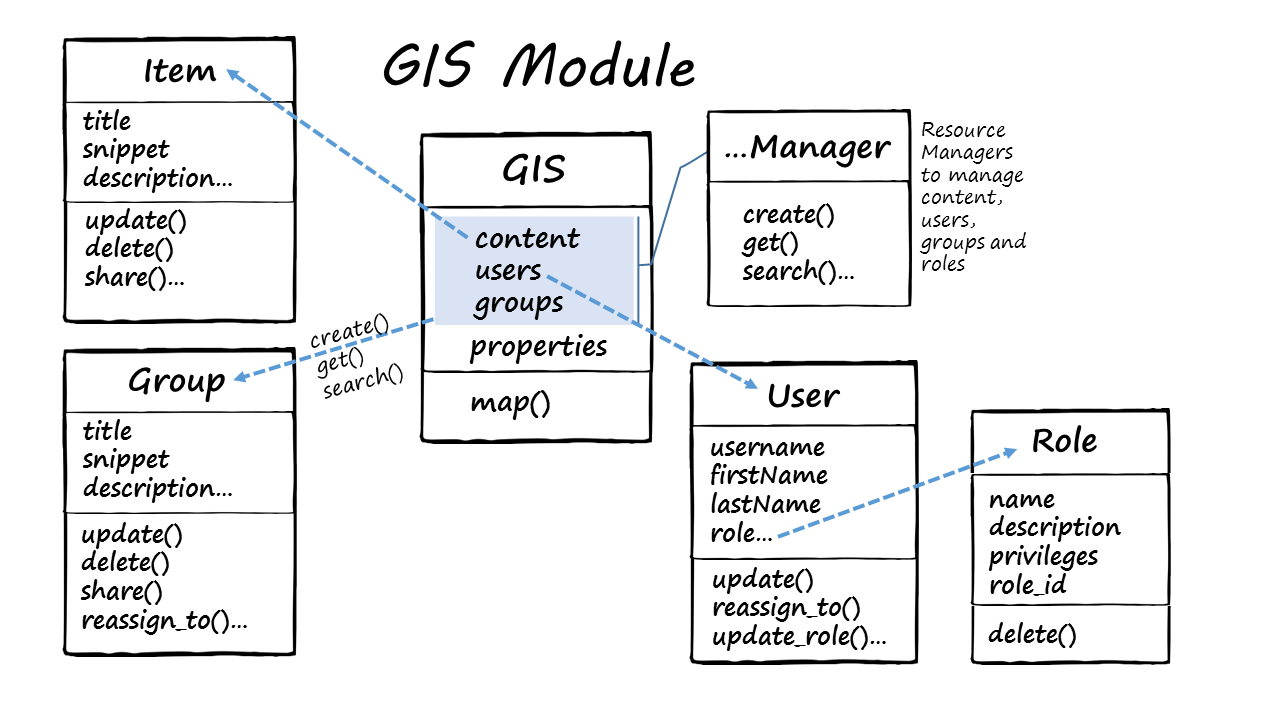 GIS Module
Item
title
snippet
description...
update()
delete()
share()...
GIS
content
users
groups
properties
map()
...Manager
create()
get()
search()...
Resource
Managers
to manage
content,
users,
groups and
roles
create()
get()
search()
Group
title
snippet
description...
update()
delete()
share()
reassign_to()...
User
username
firstName
lastName
role...
update()
reassign_to()
update_role()...
Role
name
description
privileges
role_id
delete()